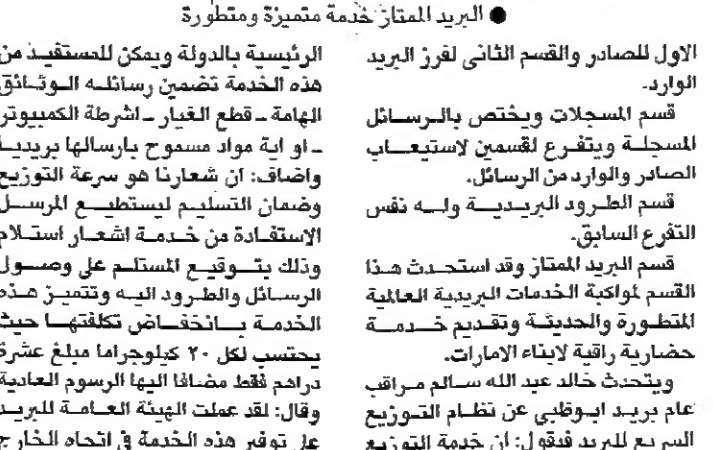 ● البريد الممتاز خدمة متميزة ومتطورة
الاول للصادر والقسم الثانى لفرز البريد
الوارد.
قسم المسجلات ويختص بالرسائل
المسجلة ويتفرع لقسمين لاستيعاب
الصادر والوارد من الرسائل.
قسم الطرود البريدية وله نفس
التفرع السابق.
قسم البريد الممتاز وقد استحدث هذا
القسم لمواكبة الخدمات البريدية العالمية
المتطورة والحديثة وتقديم خدمة
حضارية راقية لابناء الامارات.
ويتحدث خالد عبد الله سالم مراقب
عام بريد ابوظبي عن نظام التوزيع
السريع للبريد فيقول: ان خدمة التوزيع
الرئيسية بالدولة ويمكن للمستفيد من
هذه الخدمة تضمين رسائله الوثائق
الهامة ـ قطع الغيار ـ اشرطة الكمبيوتر
ـ او اية مواد مسموح بارسالها بريديا
واضاف: ان شعارنا هو سرعة التوزيع
وضمان التسليم ليستطيع المرسل
الاستفادة من خدمة اشعار استلام
وذلك بتوقيع المستلم على وصول
الرسائل والطرود اليه وتتميز هذه
الخدمة بانخفاض تكلفتها حيث
يحتسب لكل ٢٠ كيلوجراما مبلغ عشرة
دراهم فقط مضافا اليها الرسوم العادية
وقال: لقد عملت الهيئة العامة للبريد
على توفير هذه الخدمة في اتجاه الخارج